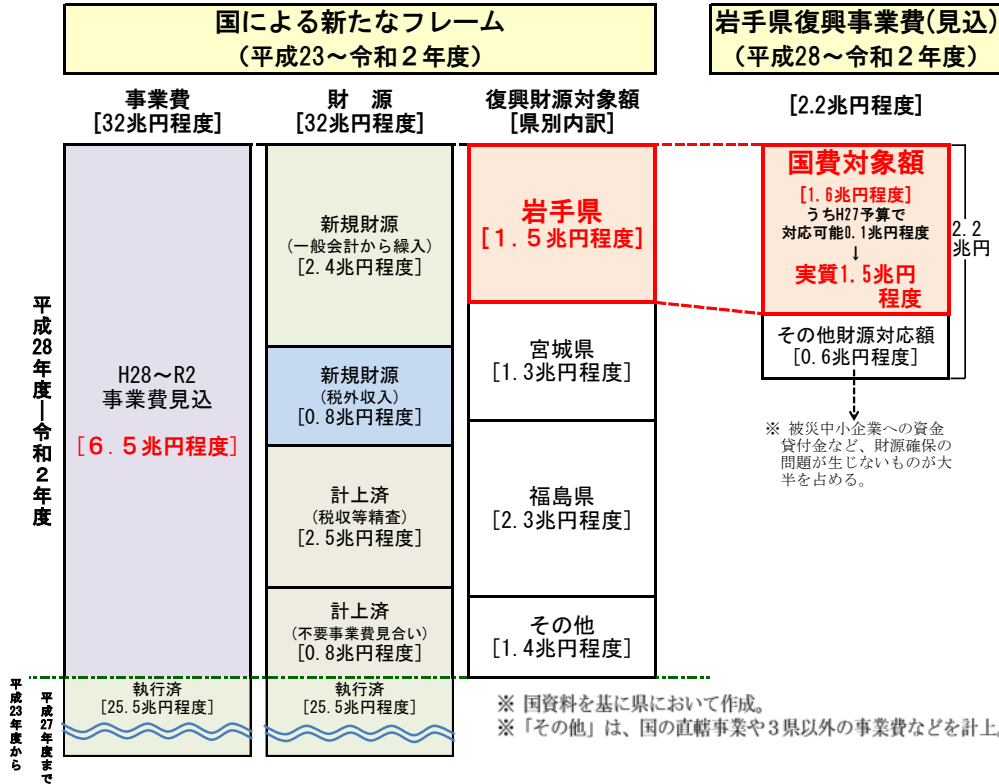 国による新たなフレーム
(平成23～令和２年度)
岩手県復興事業費(見込)
(平成28～令和２年度)
事業費
[32兆円程度]
財　源
[32兆円程度]
復興財源対象額
[県別内訳]
[2.2兆円程度]
平成28年度―令和２年度
H28～R2
事業費見込
[６.５兆円程度]
新規財源
(一般会計から繰入)
[2.4兆円程度]
新規財源
(税外収入)
[0.8兆円程度]
計上済
(税収等精査)
[2.5兆円程度]
計上済
(不要事業費見合い)
[0.8兆円程度]
岩手県
[１.５兆円程度]
宮城県
[1.3兆円程度]
福島県
[2.3兆円程度]
その他
[1.4兆円程度]
国費対象額
[1.6兆円程度]
うちH27予算で
対応可能0.1兆円程度
↓
実質1.5兆円
程度
その他財源対応額
[0.6兆円程度]
2.2
兆円
※ 被災中小企業への資金
貸付金など、財源確保の
問題が生じないものが大
半を占める。
平成23年度から
平成27年度まで
執行済
[25.5兆円程度]
執行済
[25.5兆円程度]
※ 国資料を基に県において作成。
※「その他」は、国の直轄事業や３県以外の事業費などを計上。